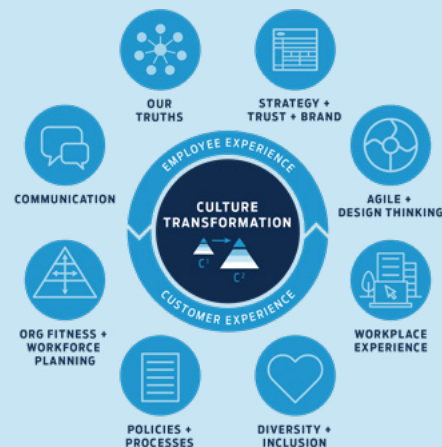 OUR
TRUTHS
STRATEGY +
TRUST + BRAND
COMMUNICATION
AGILE +
DESIGN THINKING
EMPLOYEE EXPERIENCE
CULTURE
TRANSFORMATION
C¹
C²
CUSTOMER EXPERIENCE
ORG FITNESS +
WORKFORCE
PLANNING
WORKPLACE
EXPERIENCE
POLICIES +
PROCESSES
DIVERSITY +
INCLUSION